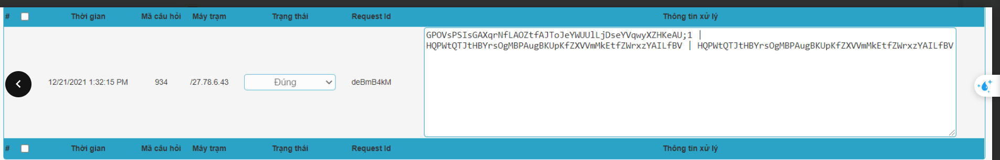 # Thời gian Mã câu hỏi Máy trạm Trạng thái Request Id Thông tin xử lý
GPOVsPSIsGAXqrNfLAOZtfAJToJeYWUUlLjDseYVqwyXZHKeAU;1 |
HQPWtQTJtHBYrsOgMBPAugBKUpKfZXVVmMkEtfZWrxzYAILfBV | HQPWtQTJtHBYrsOgMBPAugBKUpKfZXVVmMkEtfZWrxzYAILfBV
12/21/2021 1:32:15 PM 934 /27.78.6.43 Đúng deBmB4kM
# Thời gian Mã câu hỏi Máy trạm Trạng thái Request Id Thông tin xử lý